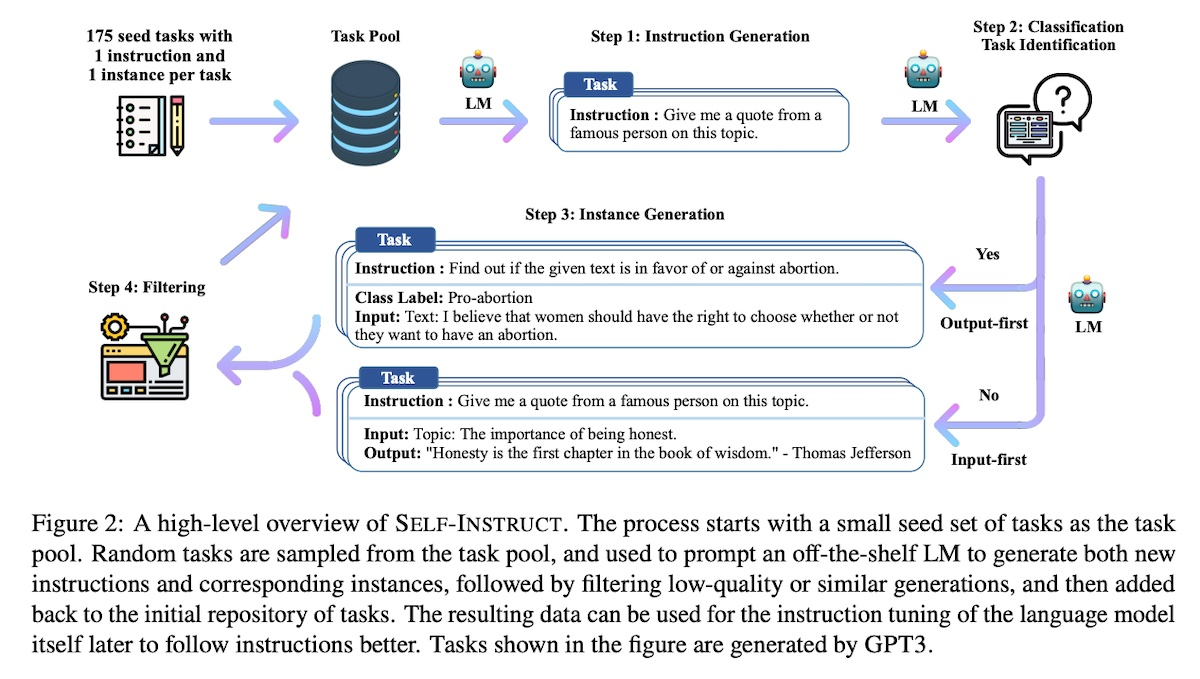 175 seed tasks with
1 instruction and
1 instance per task
Task Pool
Step 1: Instruction Generation
Step 2: Classification
Task Identification
LM
Task
Instruction : Give me a quote from a
famous person on this topic.
LM
Step 3: Instance Generation
Task
Instruction : Find out if the given text is in favor of or against abortion.
Class Label: Pro-abortion
Input: Text: I believe that women should have the right to choose whether or not
they want to have an abortion.
Yes
Output-first
LM
Step 4: Filtering
Task
Instruction : Give me a quote from a famous person on this topic.
Input: Topic: The importance of being honest.
Output: "Honesty is the first chapter in the book of wisdom." - Thomas Jefferson
No
Input-first
Figure 2: A high-level overview of SELF-INSTRUCT. The process starts with a small seed set of tasks as the task
pool. Random tasks are sampled from the task pool, and used to prompt an off-the-shelf LM to generate both new
instructions and corresponding instances, followed by filtering low-quality or similar generations, and then added
back to the initial repository of tasks. The resulting data can be used for the instruction tuning of the language model
itself later to follow instructions better. Tasks shown in the figure are generated by GPT3.